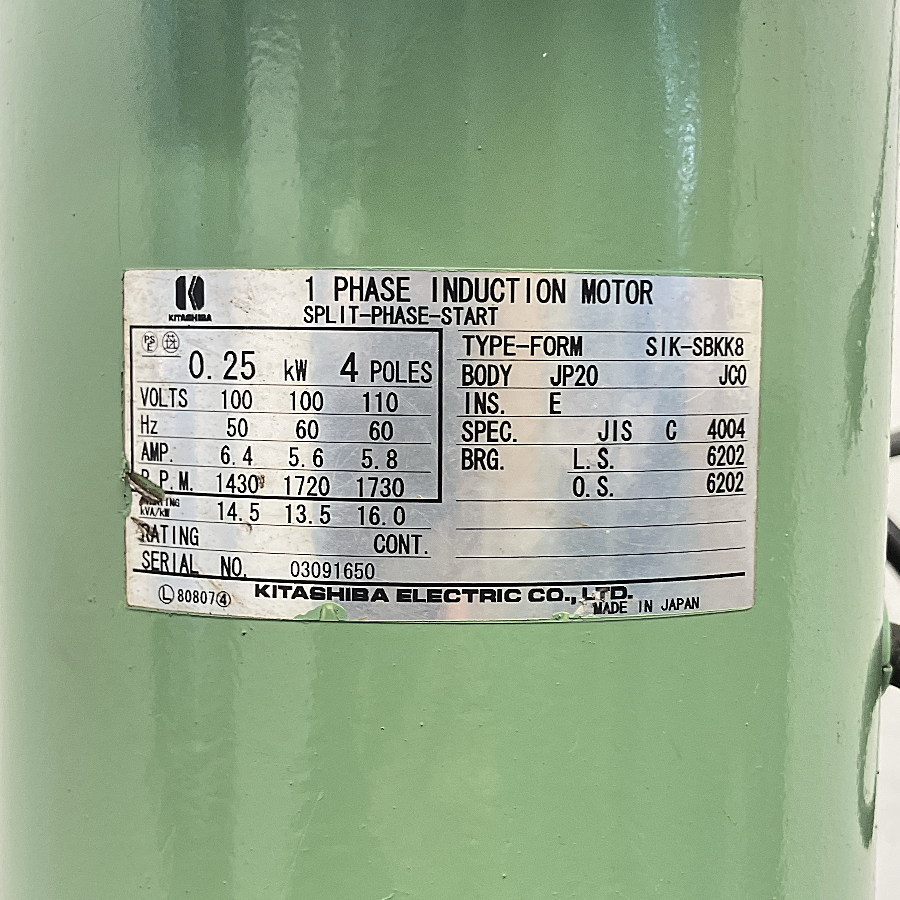 KITASHIBA
1 PHASE INDUCTION MOTOR
SPLIT-PHASE-START
PS E
0.25 kW 4 POLES
VOLTS 100 100 110
Hz 50 60 60
AMP. 6.4 5.6 5.8
R.P.M. 1430 1720 1730
kVA/kW 14.5 13.5 16.0
RATING CONT.
SERIAL NO. 03091650
TYPE-FORM SIK-SBKK8
BODY JP20 JC0
INS. E
SPEC. JIS C 4004
BRG. L.S. 6202
O.S. 6202
Ⓛ80807④ KITASHIBA ELECTRIC CO., LTD.
MADE IN JAPAN